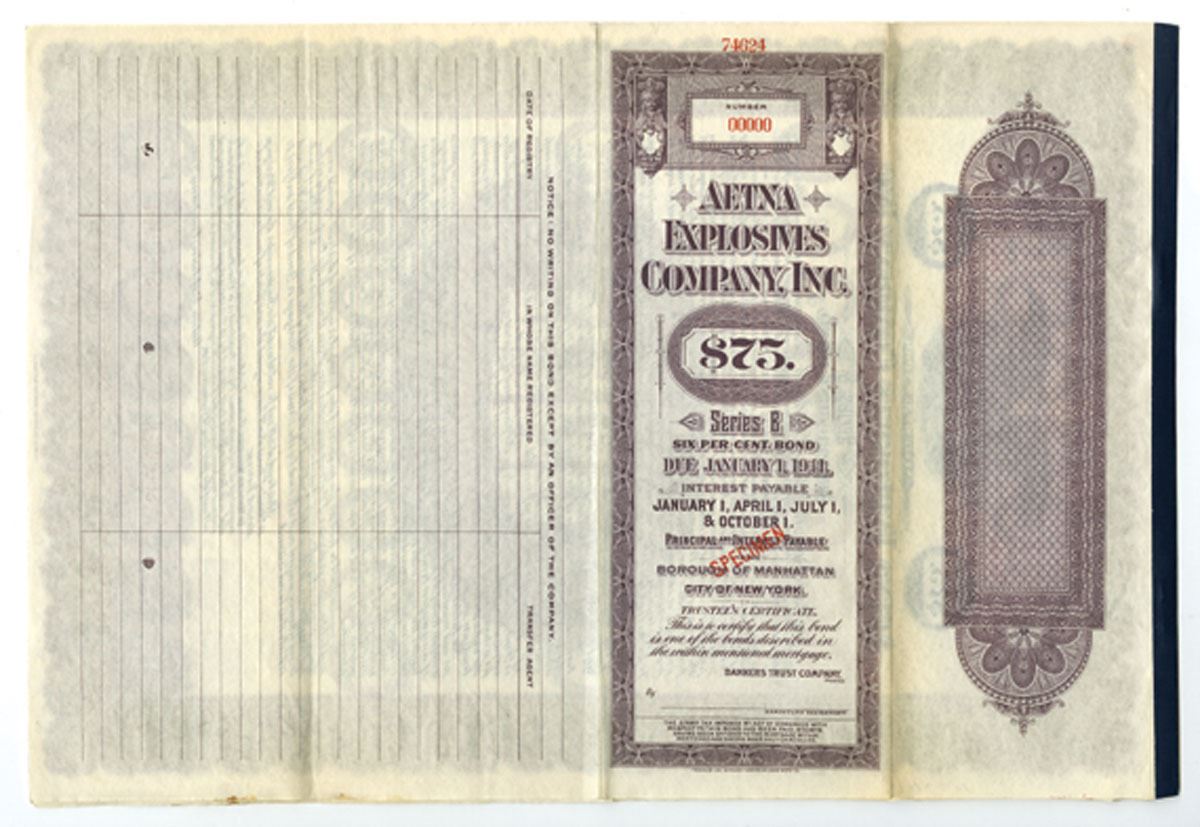 74624
NUMBER
00000
AETNA
EXPLOSIVES
COMPANY, INC.
$75.
Series B
SIX PER CENT. BOND
DUE JANUARY 1, 1941.
INTEREST PAYABLE
JANUARY 1, APRIL 1, JULY 1,
& OCTOBER 1.
PRINCIPAL AND INTEREST PAYABLE
SPECIMEN
BOROUGH OF MANHATTAN
CITY OF NEW YORK.
TRUSTEE'S CERTIFICATE.
This is to certify that this bond
is one of the bonds described in
the within mentioned mortgage.
BANKERS TRUST COMPANY,
By
NOTICE: NO WRITING ON THIS BOND EXCEPT BY AN OFFICER OF THE COMPANY.
DATE OF REGISTRY
IN WHOSE NAME REGISTERED
TRANSFER AGENT